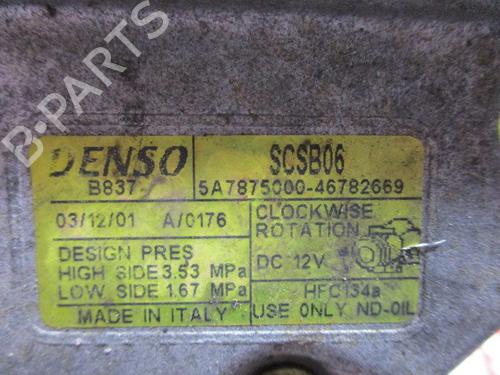 B-PARTS
DENSO
SCSB06
B837
5A7875000-46782669
03/12/01 A/0176
CLOCKWISE
ROTATION
DESIGN PRES
HIGH SIDE 3.53 MPa
LOW SIDE 1.67 MPa
DC 12V
HFC134a
MADE IN ITALY
USE ONLY ND-OIL